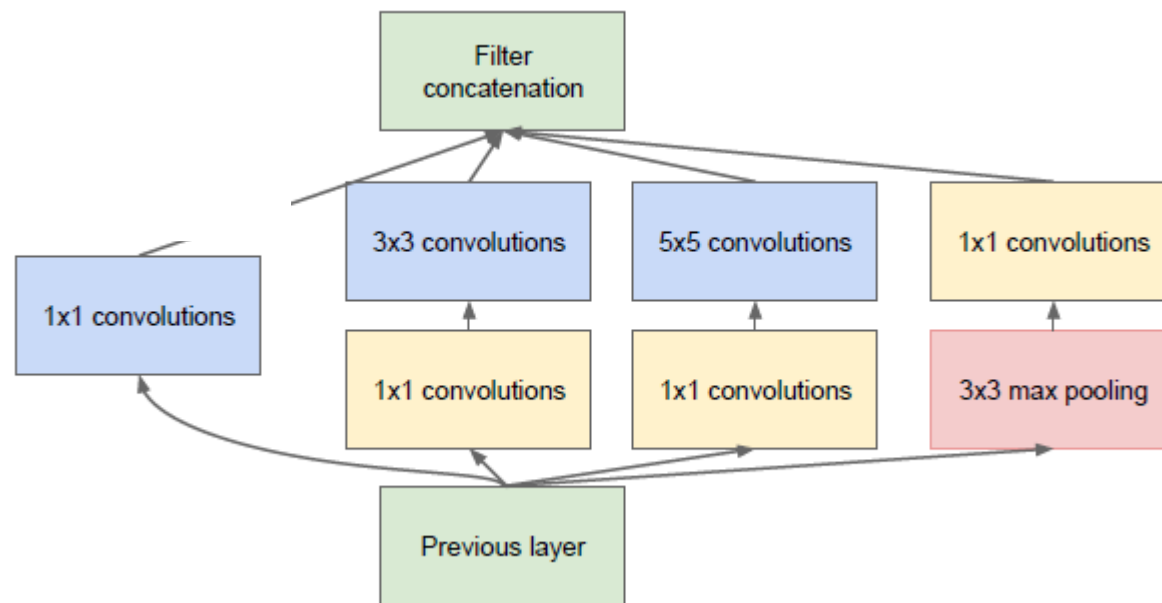 Filter
concatenation
3x3 convolutions
5x5 convolutions
1x1 convolutions
1x1 convolutions
1x1 convolutions
1x1 convolutions
3x3 max pooling
Previous layer